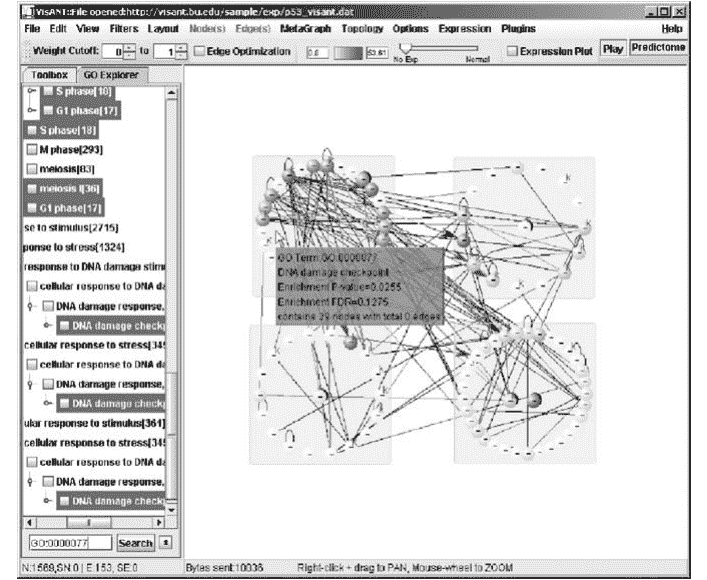 VisANT:File opened:http://visant.bu.edu/sample/exp/p53_visant.dat
File Edit View Filters Layout Node(s) Edge(s) MetaGraph Topology Options Expression Plugins Help
Weight Cutoff: 0 to 1 Edge Optimization 0.0 53.61 No Exp Normal Expression Plot Play Predictome
Toolbox GO Explorer
S phase[18]
G1 phase[17]
S phase[18]
M phase[293]
meiosis[83]
meiosis I[36]
G1 phase[17]
se to stimulus[2715]
ponse to stress[1324]
response to DNA damage stimu
cellular response to DNA da
DNA damage response,
DNA damage checkp
cellular response to stress[345
cellular response to DNA da
DNA damage response,
DNA damage checkp
ular response to stimulus[361]
cellular response to stress[345
cellular response to DNA da
DNA damage response,
DNA damage checkp
GO Term GO:0000077
DNA damage checkpoint
Enrichment P-value=0.0255
Enrichment FDR=0.1275
contains 29 nodes with total 0 edges
GO:0000077 Search
N:1569,SN:0 | E:153, SE:0 Bytes sent:10036 Right-click + drag to PAN, Mouse-wheel to ZOOM